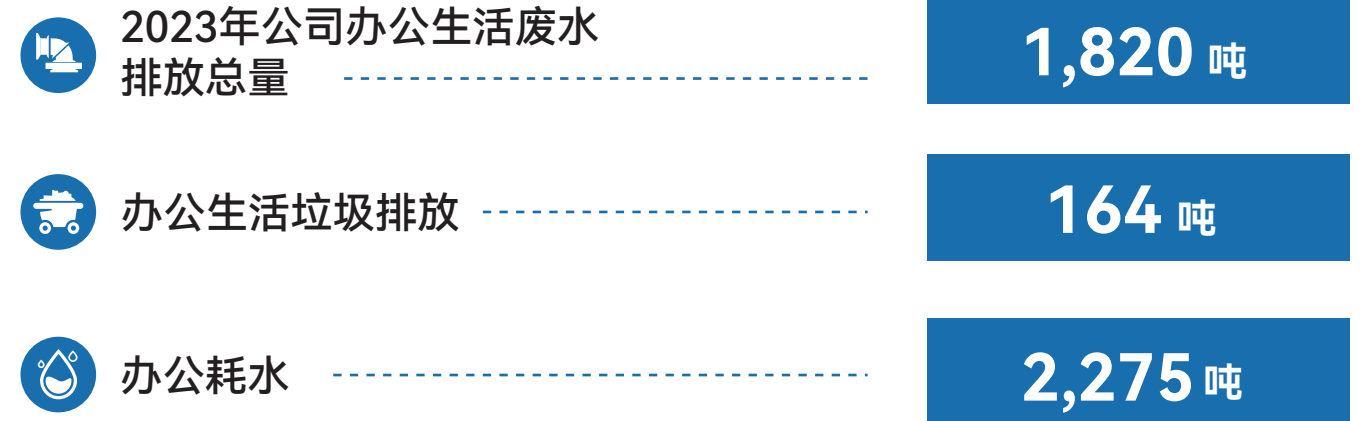 2023年公司办公生活废水
排放总量
1,820 吨
办公生活垃圾排放
164 吨
办公耗水
2,275 吨